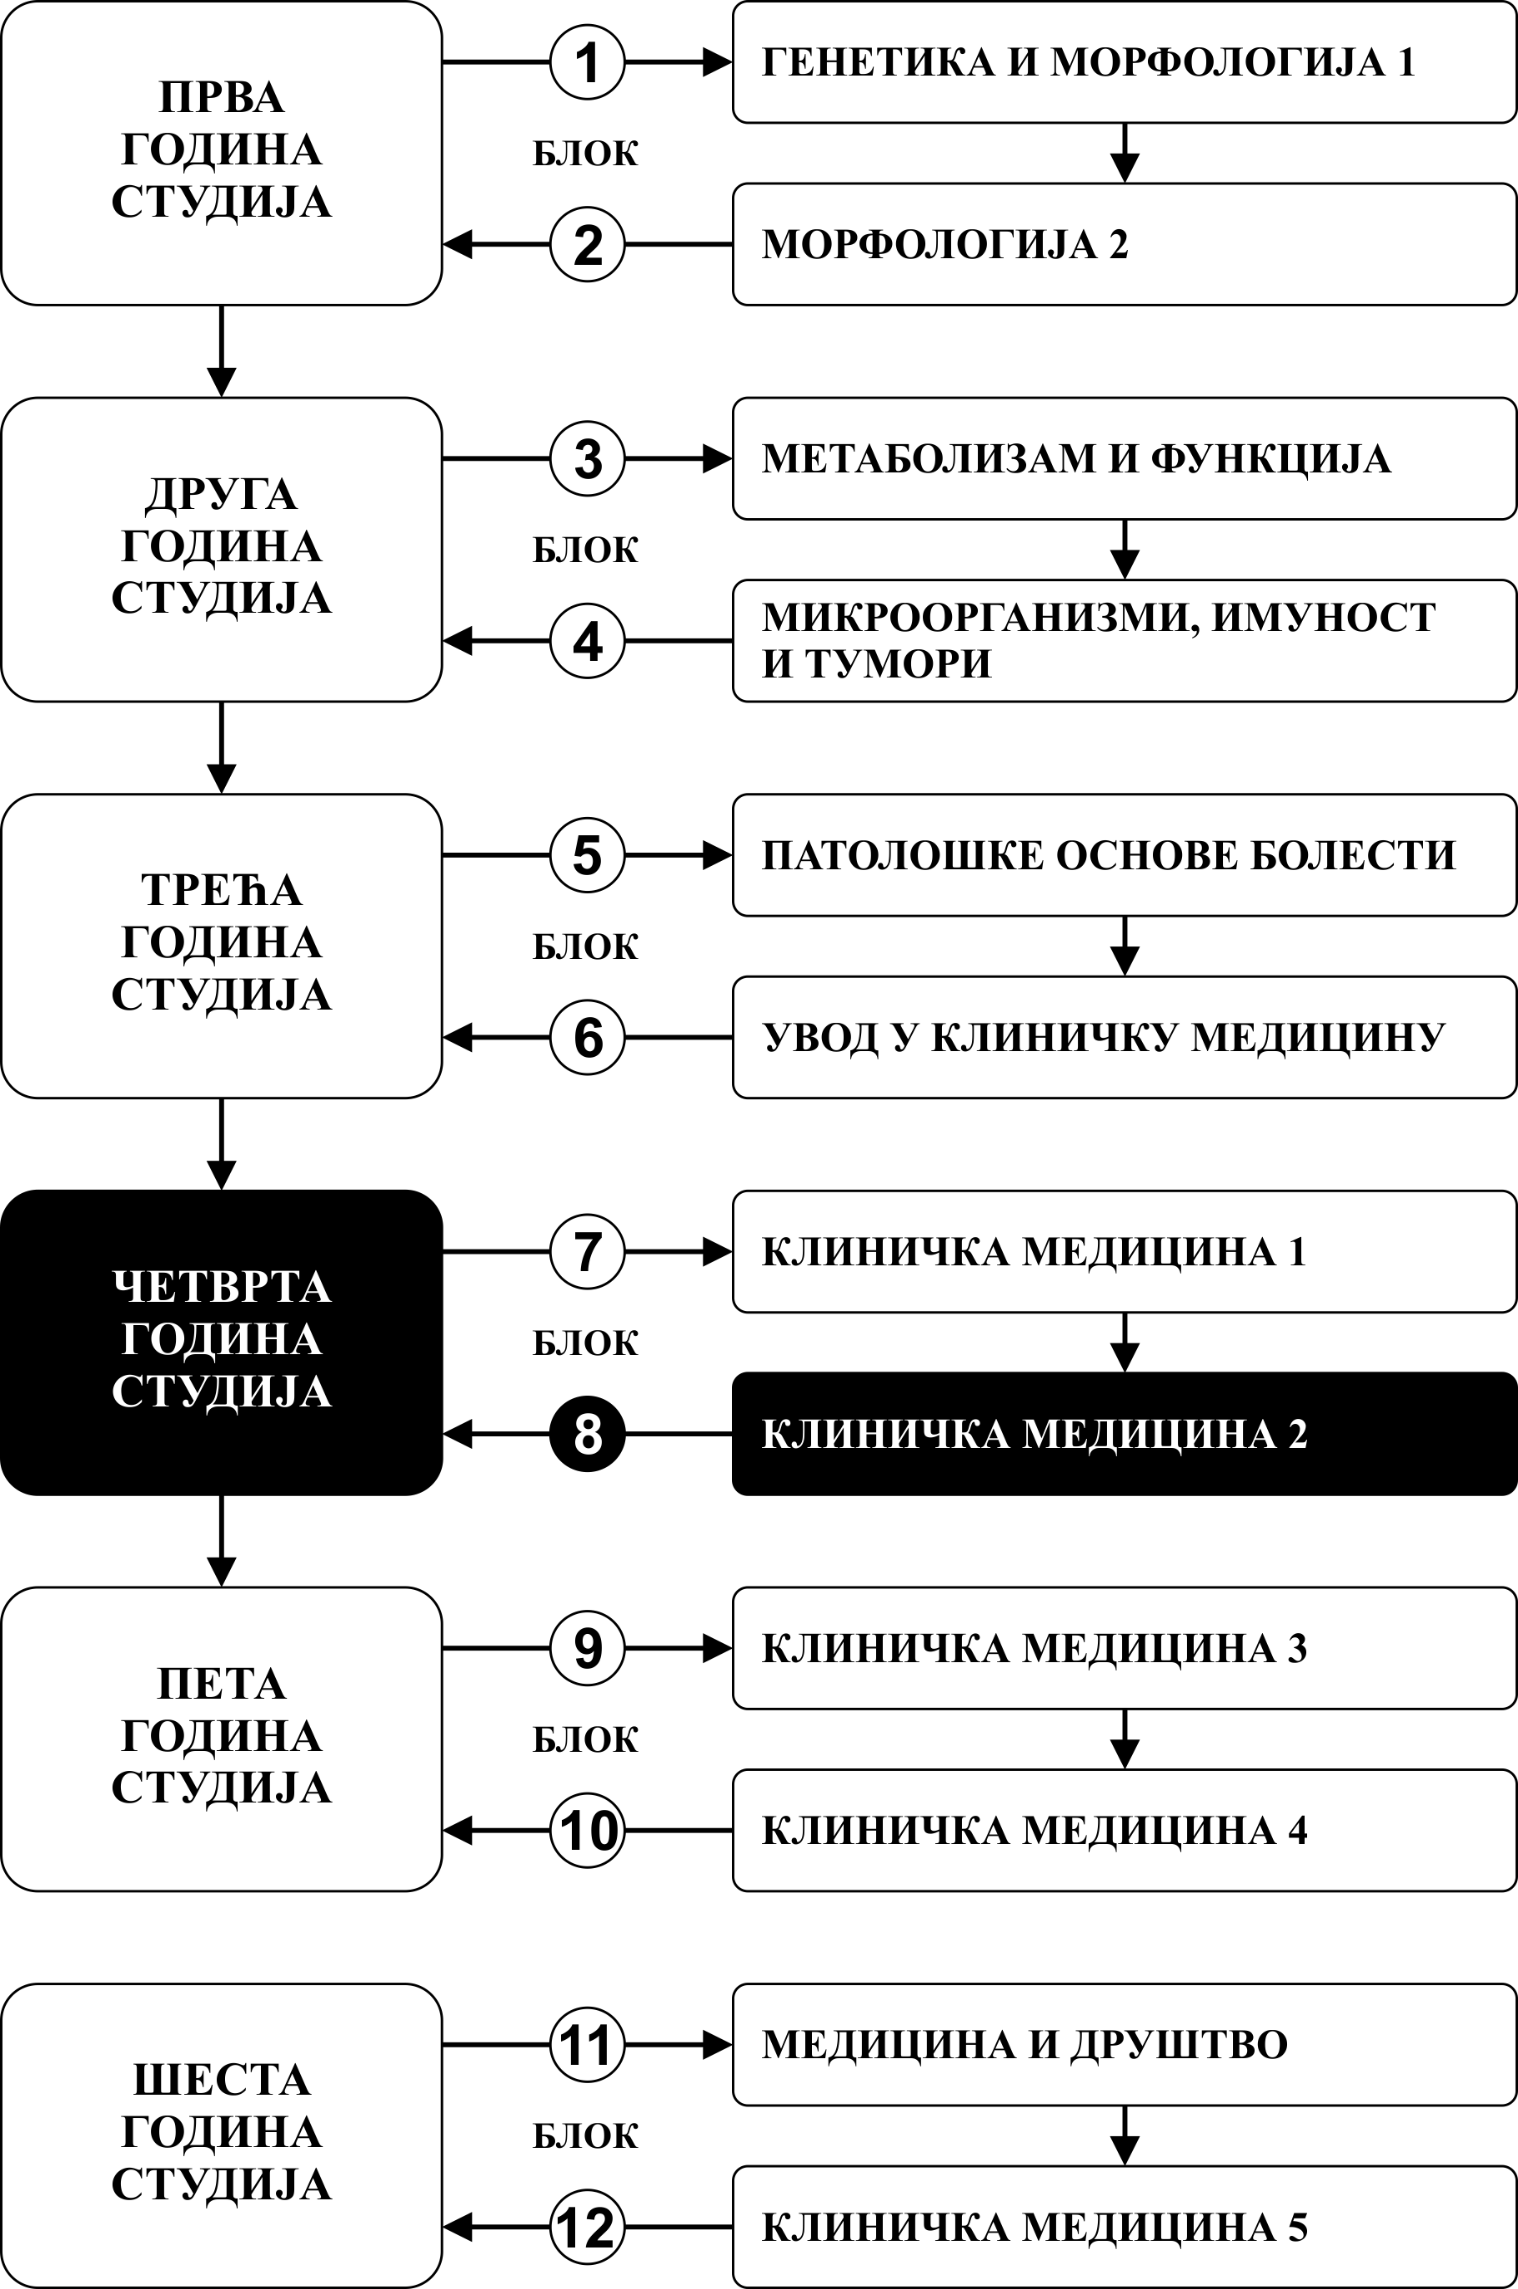 ПРВА
ГОДИНА
СТУДИЈА
1
БЛОК
2
ГЕНЕТИКА И МОРФОЛОГИЈА 1
МОРФОЛОГИЈА 2
ДРУГА
ГОДИНА
СТУДИЈА
3
БЛОК
4
МЕТАБОЛИЗАМ И ФУНКЦИЈА
МИКРООРГАНИЗМИ, ИМУНОСТ
И ТУМОРИ
ТРЕЋА
ГОДИНА
СТУДИЈА
5
БЛОК
6
ПАТОЛОШКЕ ОСНОВЕ БОЛЕСТИ
УВОД У КЛИНИЧКУ МЕДИЦИНУ
ЧЕТВРТА
ГОДИНА
СТУДИЈА
7
БЛОК
8
КЛИНИЧКА МЕДИЦИНА 1
КЛИНИЧКА МЕДИЦИНА 2
ПЕТА
ГОДИНА
СТУДИЈА
9
БЛОК
10
КЛИНИЧКА МЕДИЦИНА 3
КЛИНИЧКА МЕДИЦИНА 4
ШЕСТА
ГОДИНА
СТУДИЈА
11
БЛОК
12
МЕДИЦИНА И ДРУШТВО
КЛИНИЧКА МЕДИЦИНА 5